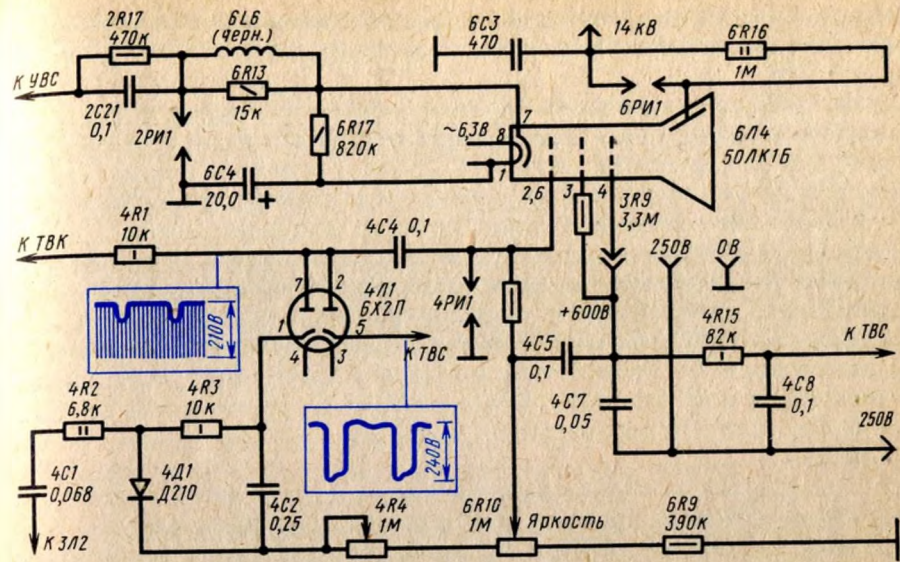 2R17
470к
6L6
(черн.)
6C3
470
14 кВ
6R16
1М
К УВС
2C21
0,1
6R13
15к
2РИ1
6R17
820к
~6,3В
6РИ1
6Л4
50ЛК1Б
7
8
1
2,6
3
4
6C4
20,0
+
3R9
3,3М
4R1
10к
К ТВК
4C4 0,1
250В
0В
7
2
4Л1
6Х2П
1
5
4
3
4РИ1
+600В
К ТВС
210В
4C5
0,1
4R15
82к
К ТВС
4R2
6,8к
4R3
10к
4C7
0,05
4C8
0,1
250В
240В
4C1
0,068
4Д1
Д210
4C2
0,25
4R4
1М
6R10
1М
Яркость
6R9
390к
К 3Л2